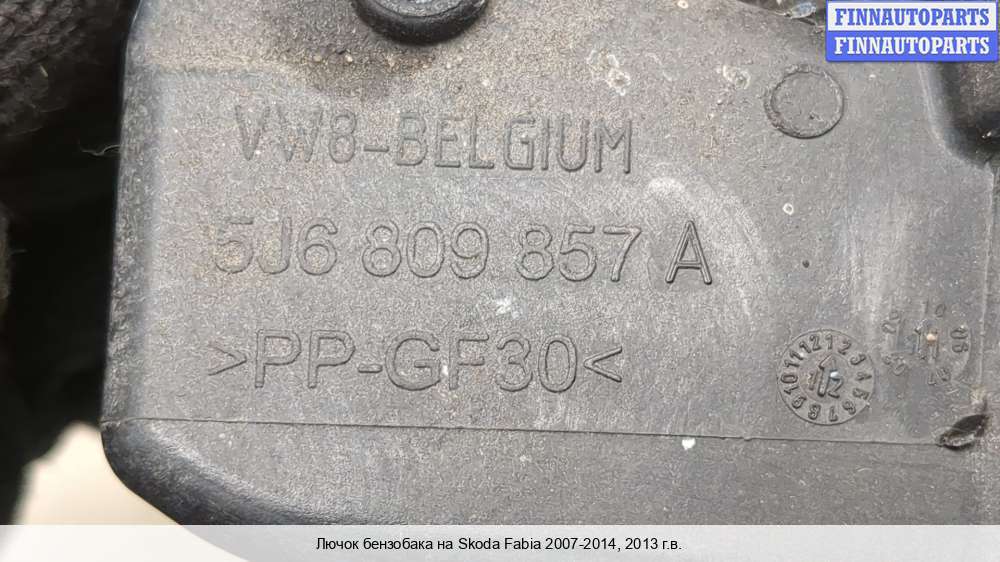 FINNAUTOPARTS
FINNAUTOPARTS
VW8-BELGIUM
5J6 809 857 A
>PP-GF30<
Лючок бензобака на Skoda Fabia 2007-2014, 2013 г.в.